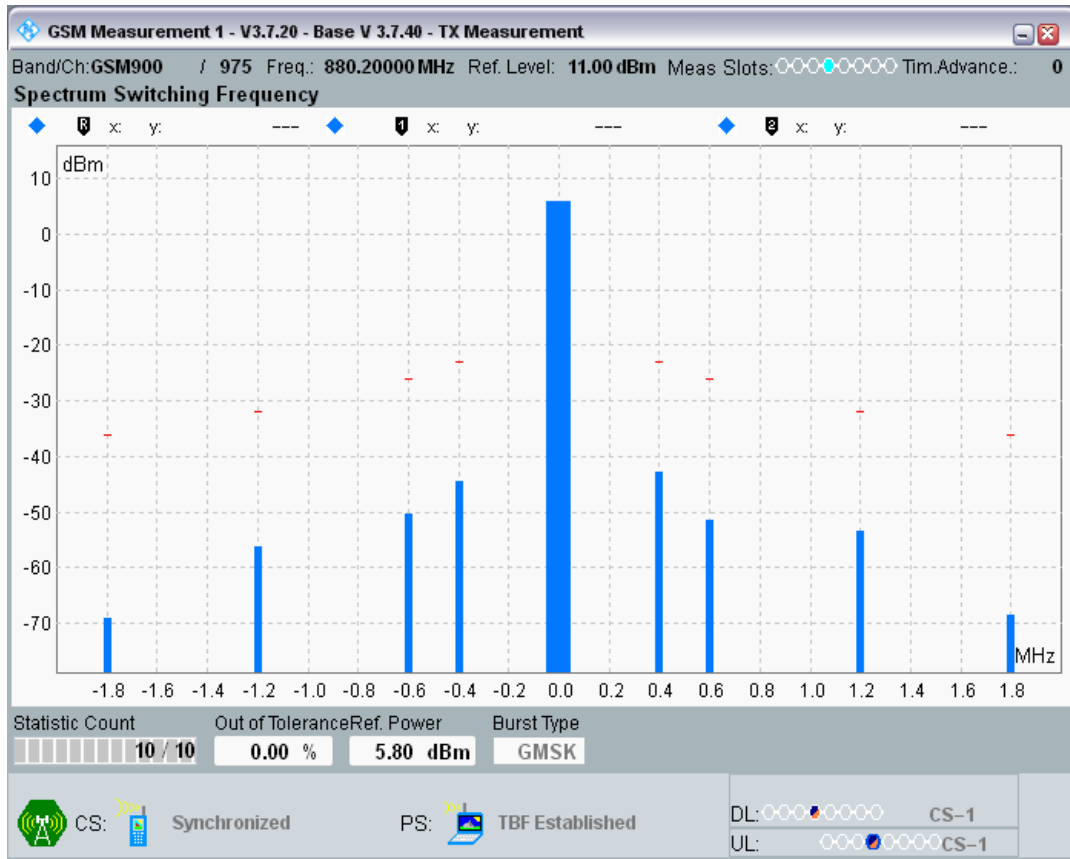 GSM Measurement 1 - V3.7.20 - Base V 3.7.40 - TX Measurement
Band/Ch:GSM900 / 975 Freq.: 880.20000 MHz Ref. Level: 11.00 dBm Meas Slots: Tim.Advance.: 0
Spectrum Switching Frequency
R x: y: --- 1 x: y: --- 2 x: y: ---
dBm
10
0
-10
-20
-30
-40
-50
-60
-70
MHz
-1.8 -1.6 -1.4 -1.2 -1.0 -0.8 -0.6 -0.4 -0.2 0.0 0.2 0.4 0.6 0.8 1.0 1.2 1.4 1.6 1.8
Statistic Count Out of Tolerance Ref. Power Burst Type
10 / 10 0.00 % 5.80 dBm GMSK
CS: Synchronized PS: TBF Established
DL: CS-1
UL: CS-1